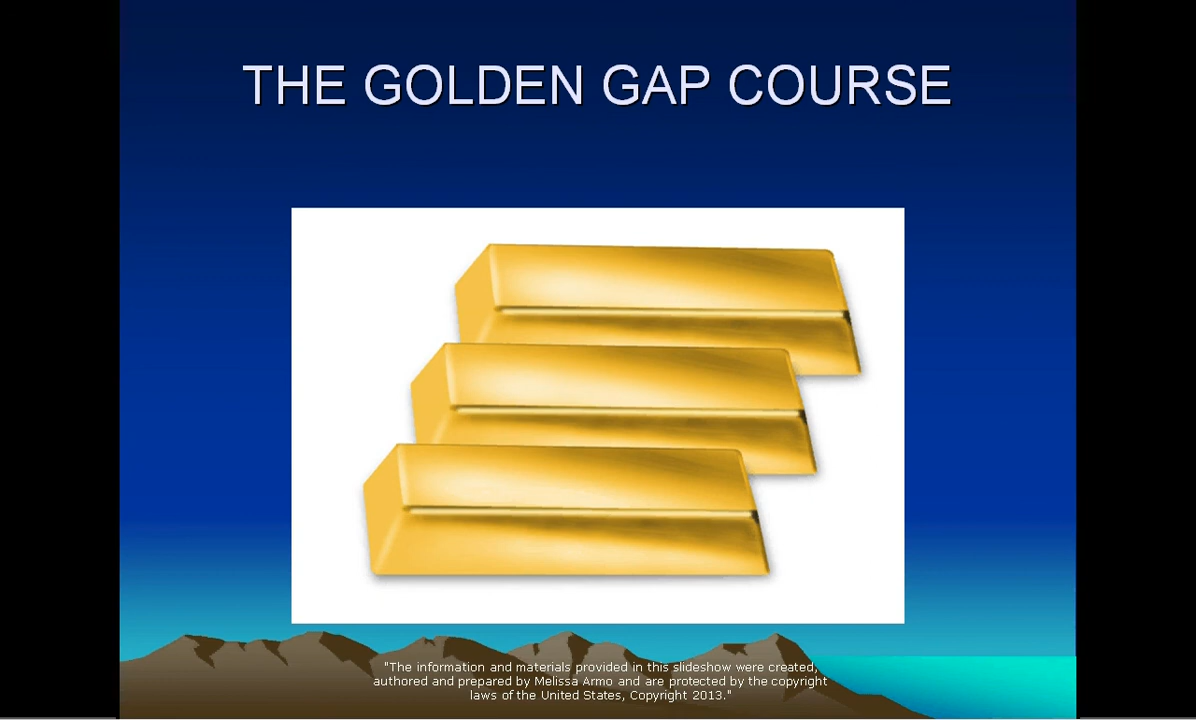 THE GOLDEN GAP COURSE
"The information and materials provided in this slideshow were created,
authored and prepared by Melissa Armo and are protected by the copyright
laws of the United States, Copyright 2013."